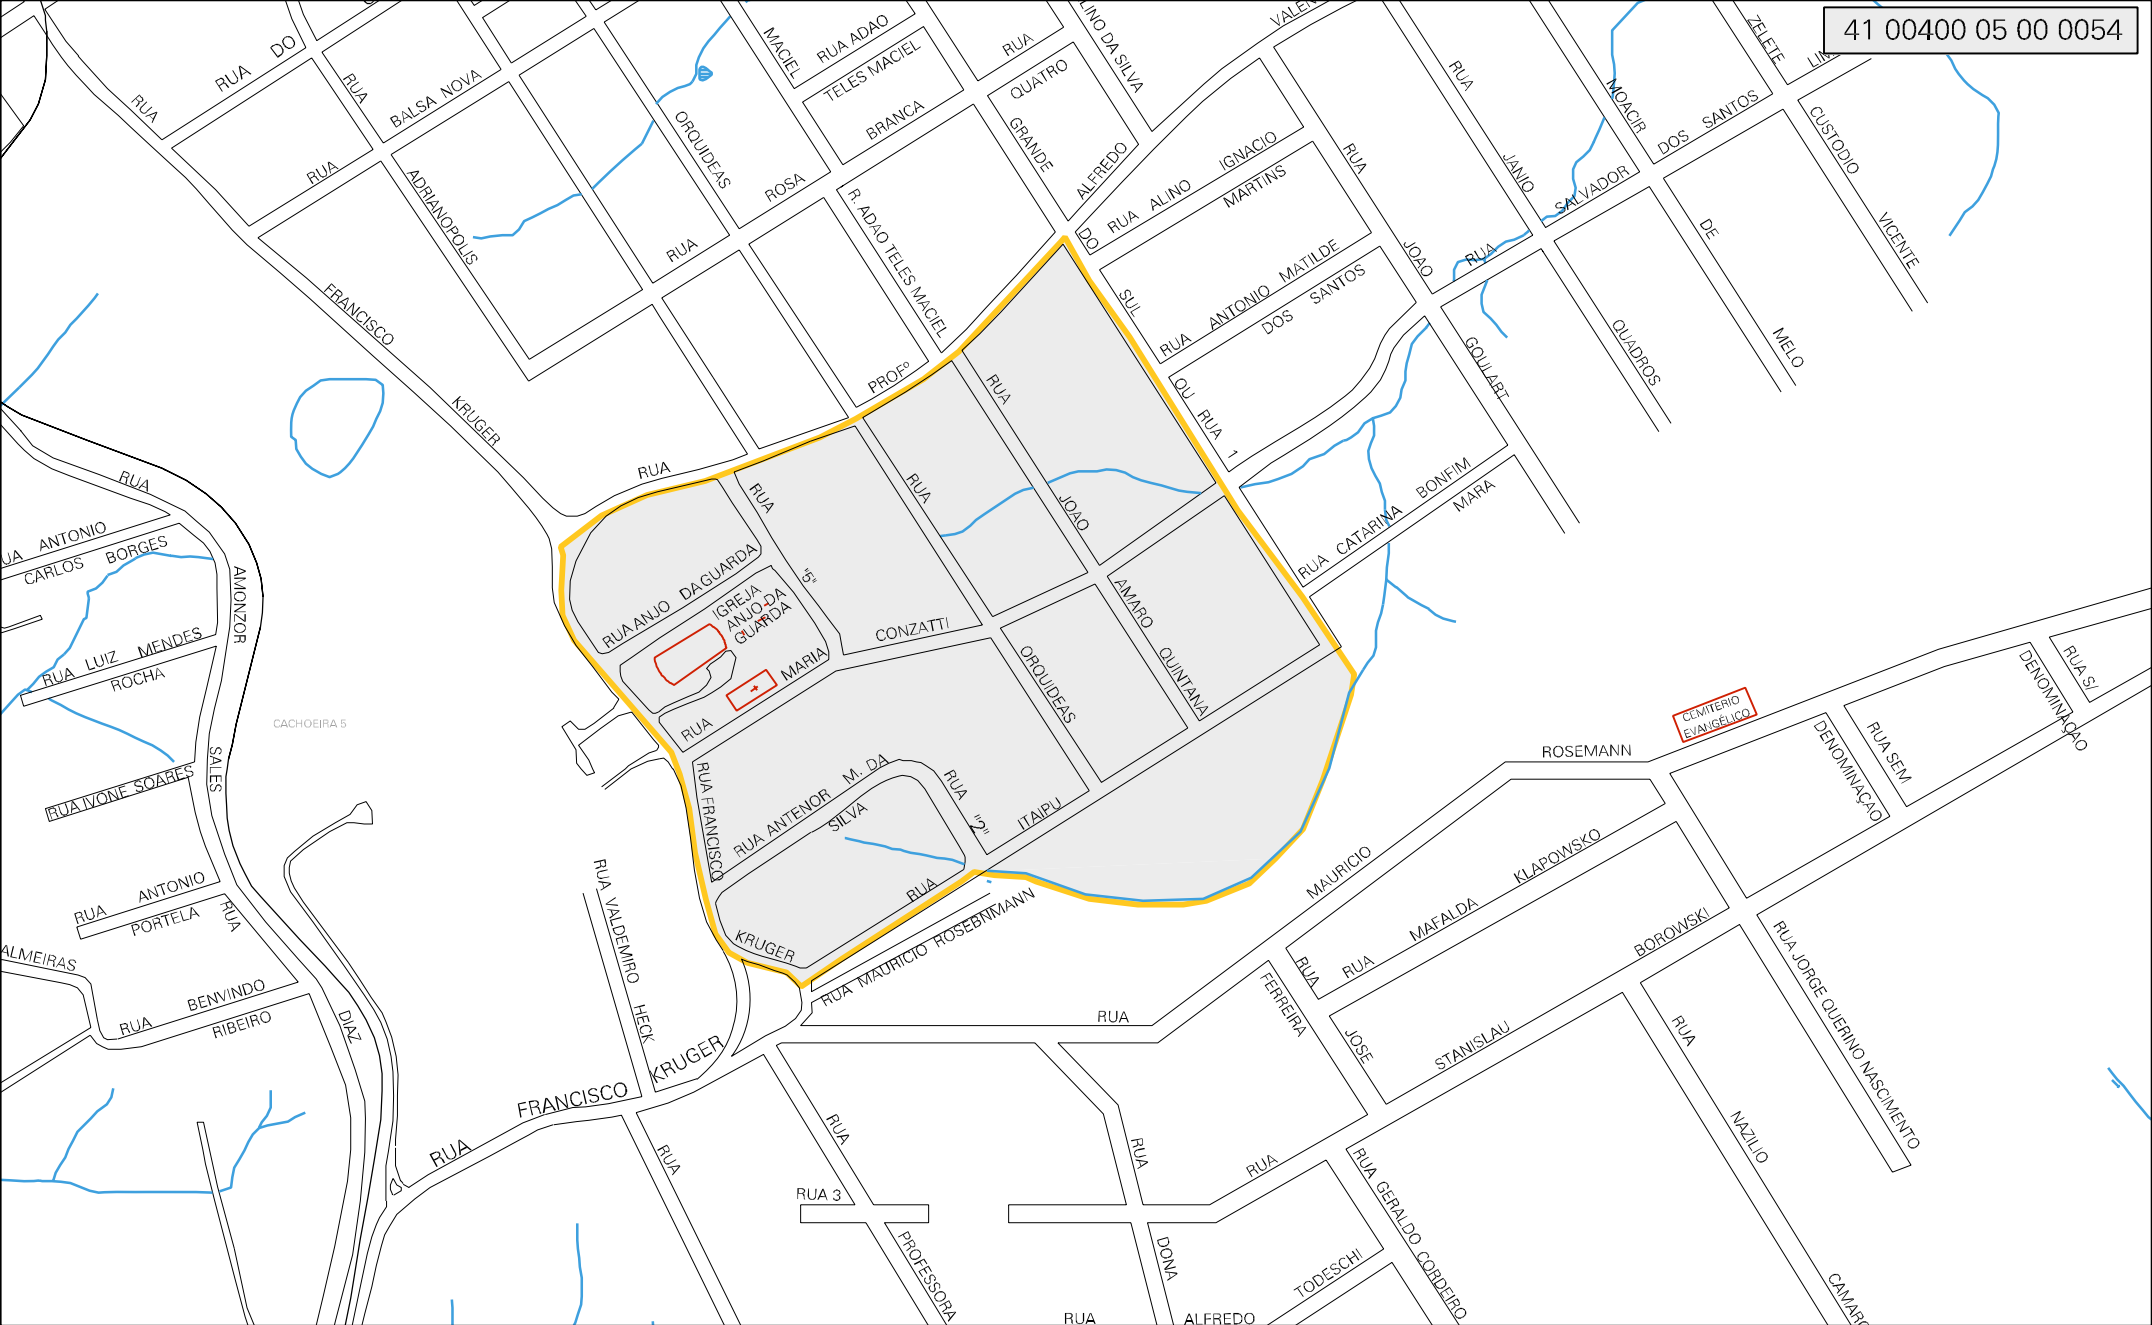 41 00400 05 00 0054
RUA DO
RUA
RUA
BALSA NOVA
RUA
ADRIANOPOLIS
FRANCISCO
KRUGER
MACIEL
RUA ADAO
TELES MACIEL
RUA
BRANCA
ORQUIDEAS
ROSA
RUA
R. ADAO TELES MACIEL
QUATRO
GRANDE
LINO DA SILVA
ALFREDO
RUA ALINO IGNACIO
MARTINS
DO
SUL
RUA ANTONIO MATILDE
DOS SANTOS
OU RUA 1
RUA
JOAO
GOULART
RUA
JANIO
QUADROS
MOACIR
DOS SANTOS
SALVADOR
RUA
DE
MELO
ZELETE
CUSTODIO
VICENTE
PROFº
RUA
RUA
"5"
RUA
ORQUIDEAS
RUA
JOAO
AMARO
QUINTANA
RUA CATARINA BONFIM
MARA
RUA ANJO DA GUARDA
IGREJA
ANJO DA
GUARDA
RUA MARIA
CONZATTI
RUA FRANCISCO
KRUGER
RUA ANTENOR M. DA
SILVA
RUA
"2"
RUA ITAIPU
RUA MAURICIO ROSEBNMANN
RUA
AMONZOR
SALES
RUA
DIAZ
UA ANTONIO
CARLOS BORGES
RUA LUIZ MENDES
ROCHA
CACHOEIRA 5
RUA IVONE SOARES
RUA ANTONIO
PORTELA
ALMEIRAS
RUA BENVINDO
RIBEIRO
RUA VALDEMIRO HECK
RUA FRANCISCO KRUGER
RUA MAURICIO ROSEMANN
CEMITERIO
EVANGÉLICO
RUA SEM
DENOMINAÇAO
RUA S/
DENOMINAÇAO
RUA MAFALDA KLAPOWSKO
RUA
JOSE
FERREIRA
RUA STANISLAU BOROWSKI
RUA JORGE QUERINO NASCIMENTO
RUA NAZILIO
RUA GERALDO CORDEIRO
RUA
RUA
PROFESSORA
RUA 3
RUA
DONA
RUA ALFREDO TODESCHI